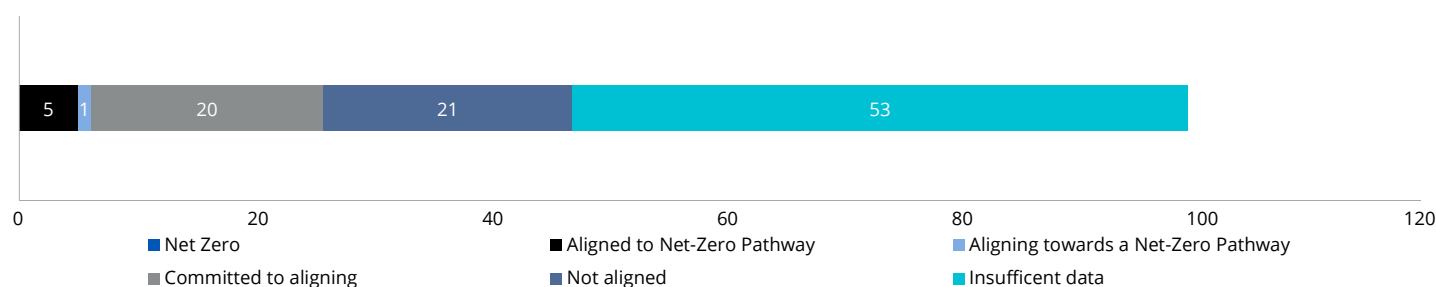 5 1 20 21 53
0 20 40 60 80 100 120
Net Zero Aligned to Net-Zero Pathway Aligning towards a Net-Zero Pathway
Committed to aligning Not aligned Insufficent data